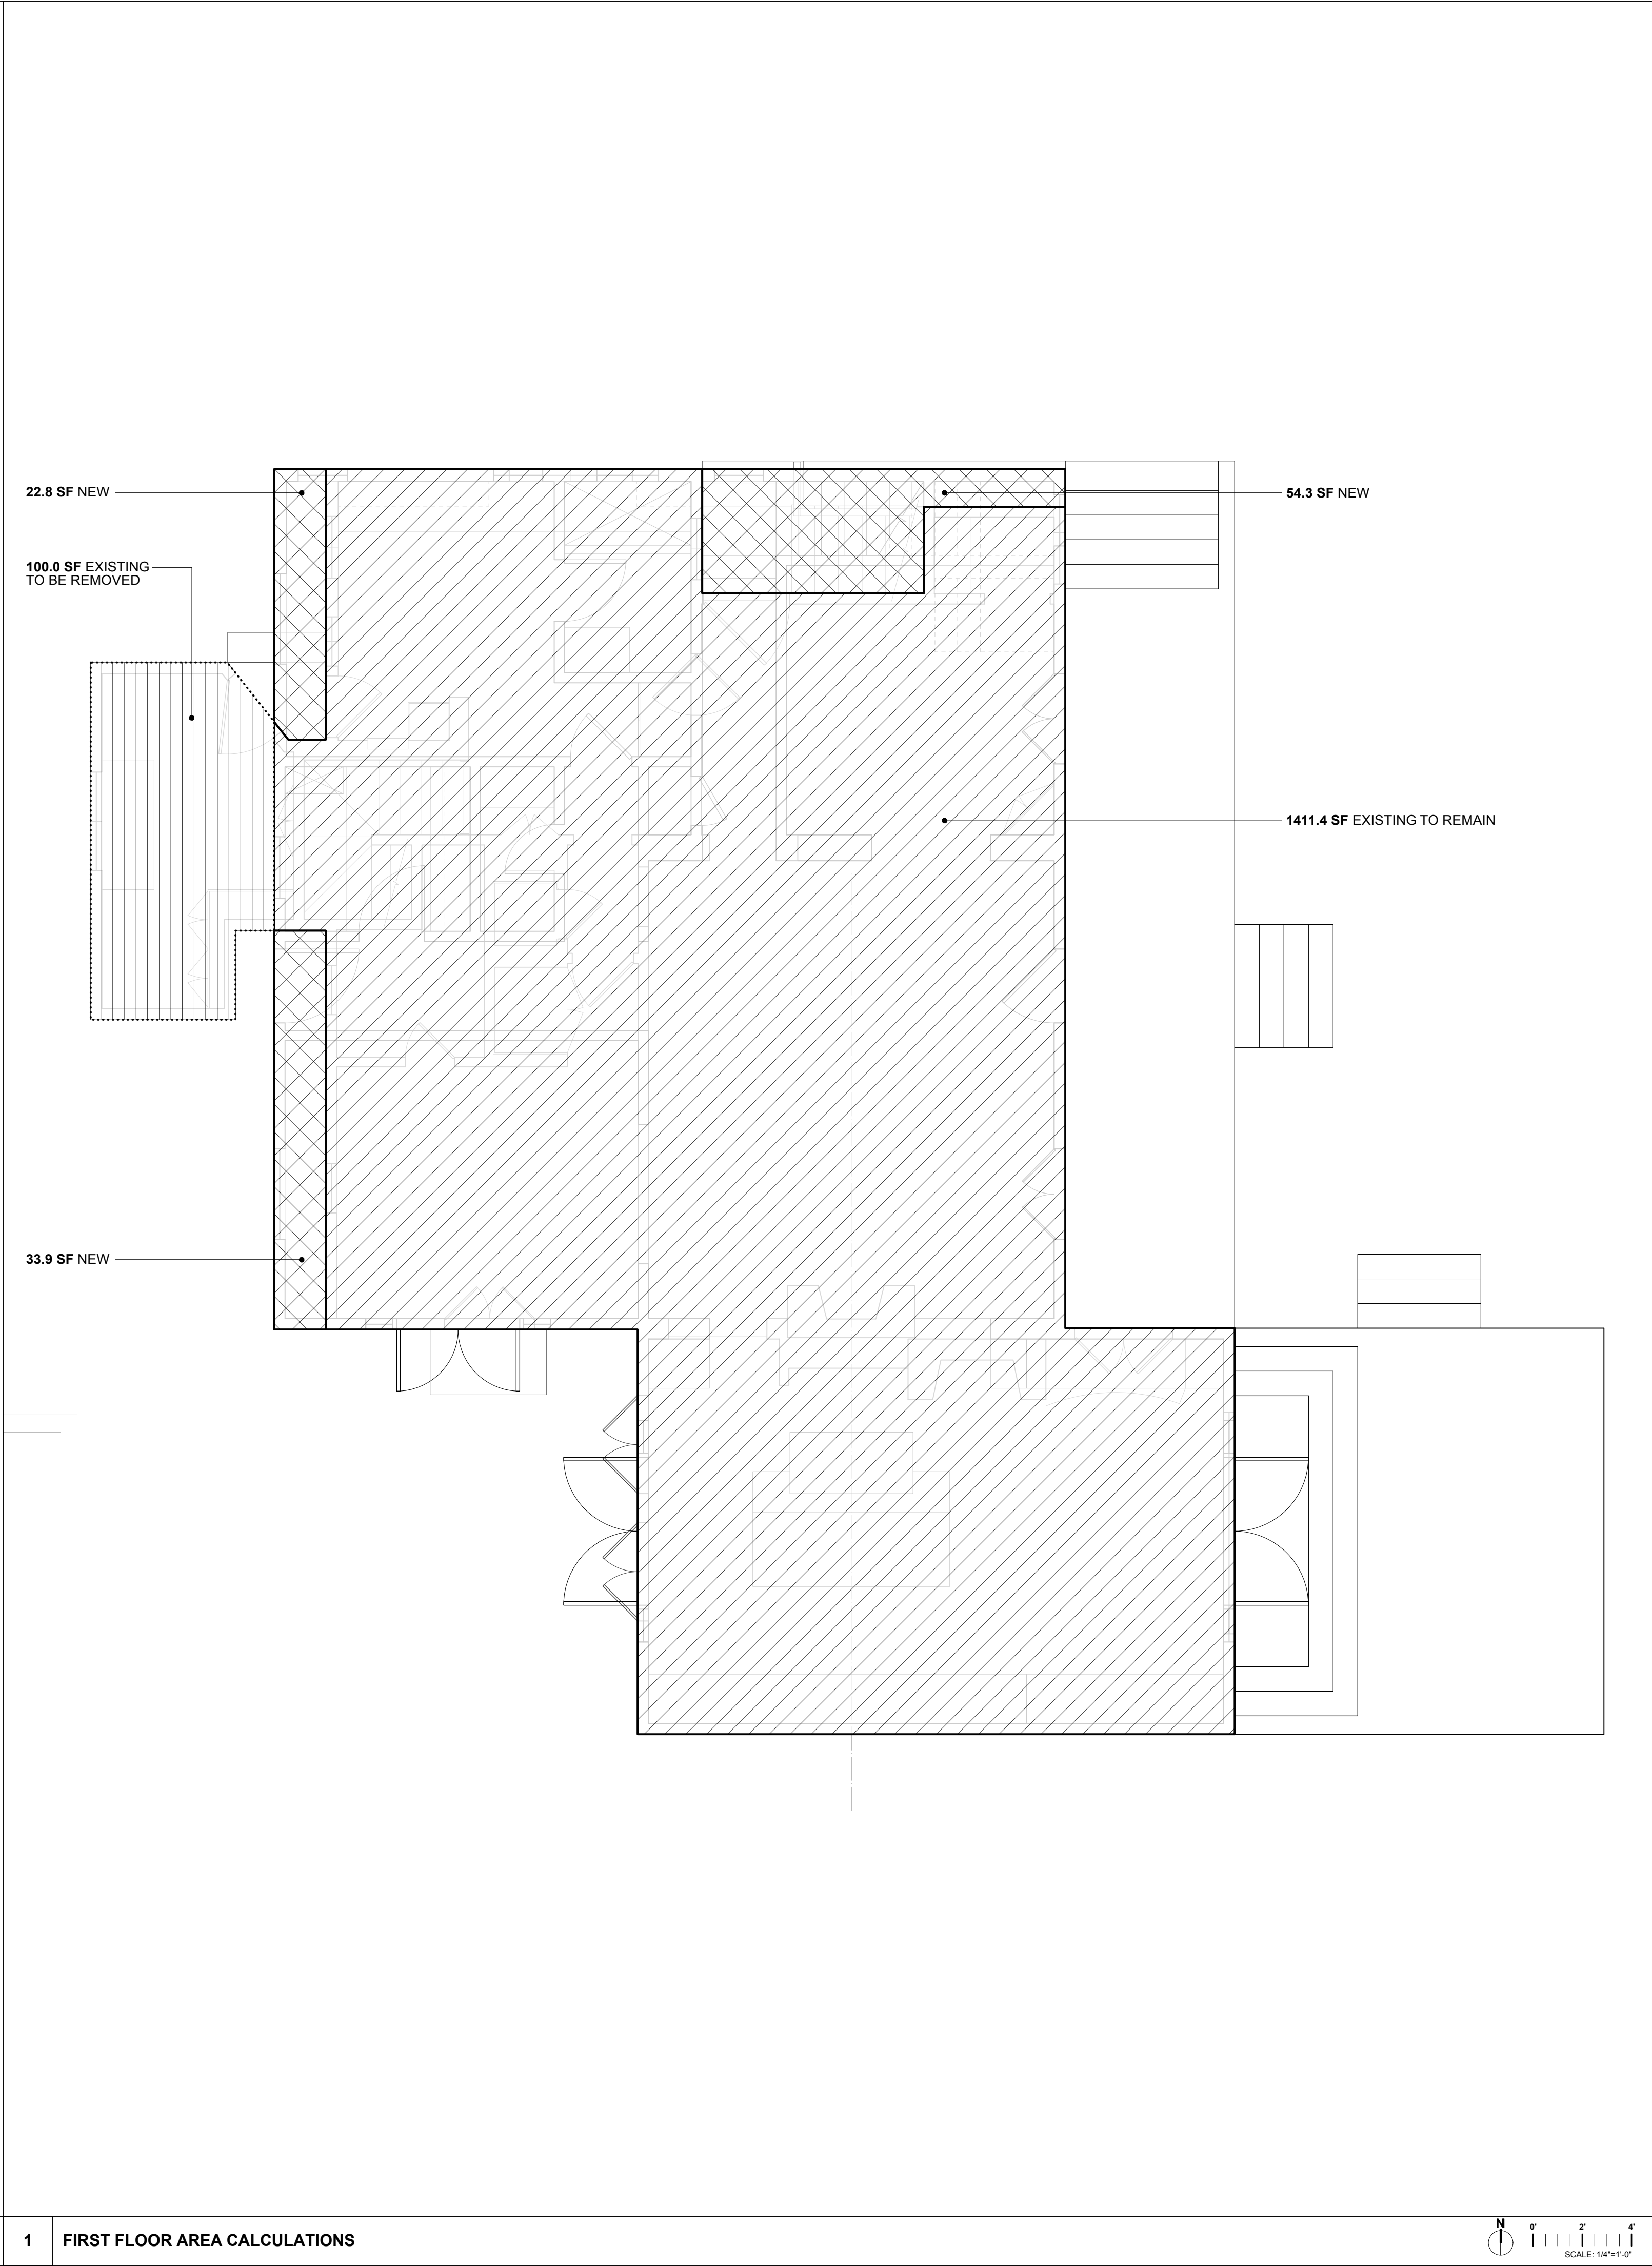 22.8 SF NEW
54.3 SF NEW
100.0 SF EXISTING
TO BE REMOVED
1411.4 SF EXISTING TO REMAIN
33.9 SF NEW
1 FIRST FLOOR AREA CALCULATIONS
N
0' 2' 4'
SCALE: 1/4"=1'-0"